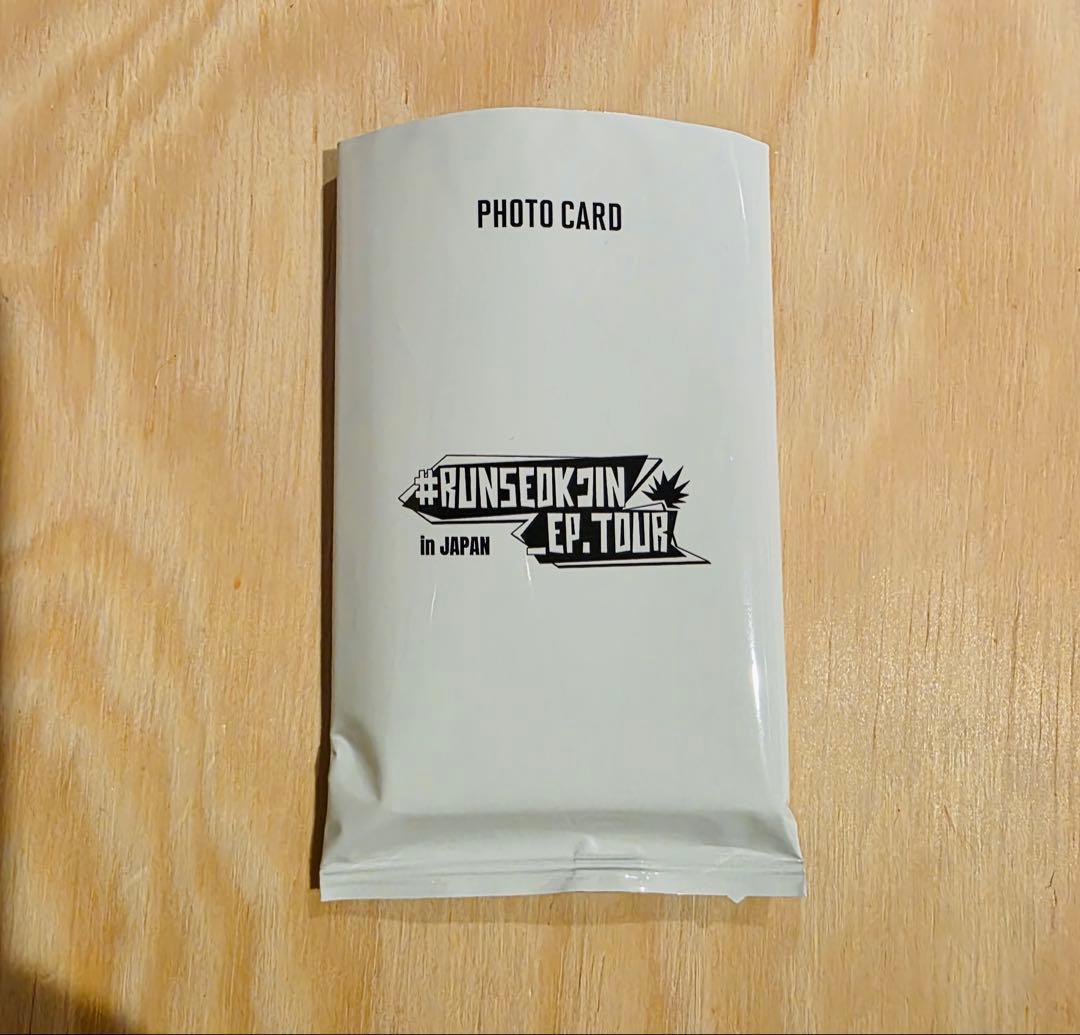 PHOTO CARD
#RUNSEOKJIN
_EP.TOUR
in JAPAN